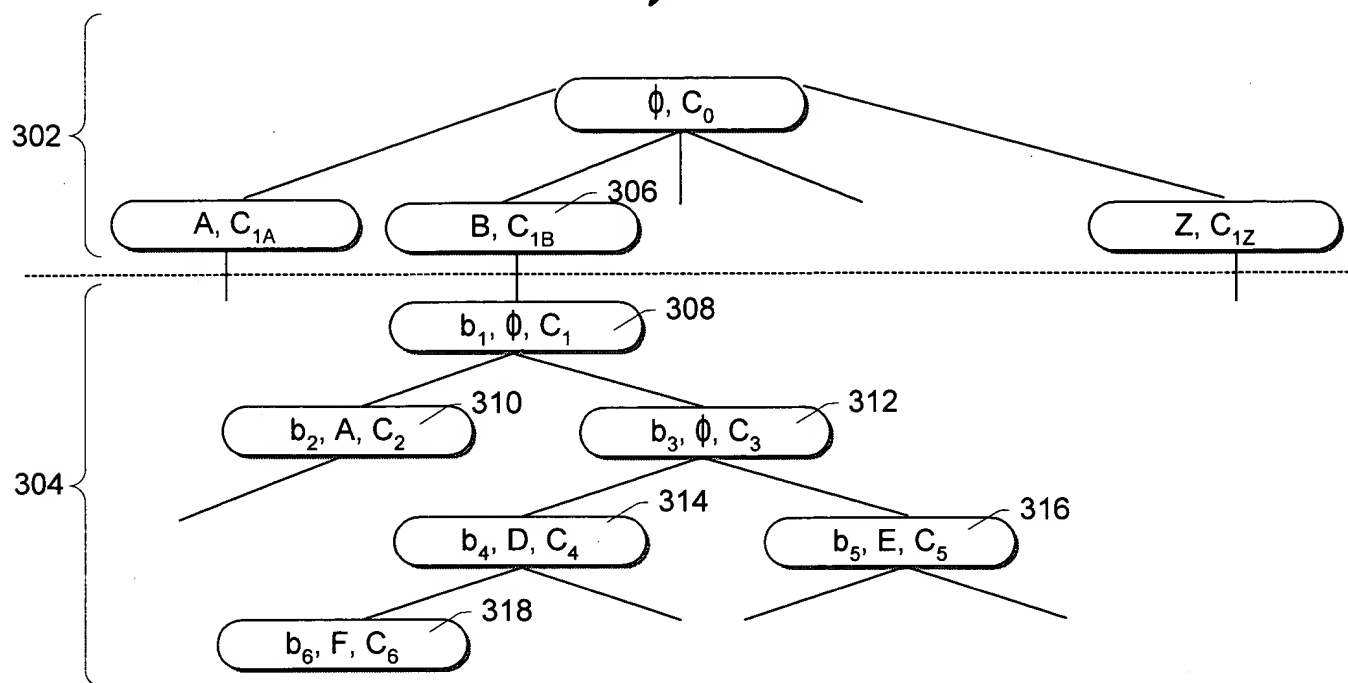 302
ϕ, C₀
306
A, C₁A
B, C₁B
Z, C₁Z
308
b₁, ϕ, C₁
310
312
b₂, A, C₂
b₃, ϕ, C₃
304
314
316
b₄, D, C₄
b₅, E, C₅
318
b₆, F, C₆